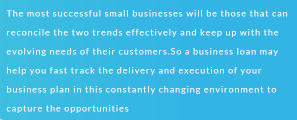 The most successful small businesses will be those that can
reconcile the two trends effectively and keep up with the
evolving needs of their customers.So a business loan may
help you fast track the delivery and execution of your
business plan in this constantly changing environment to
capture the opportunities